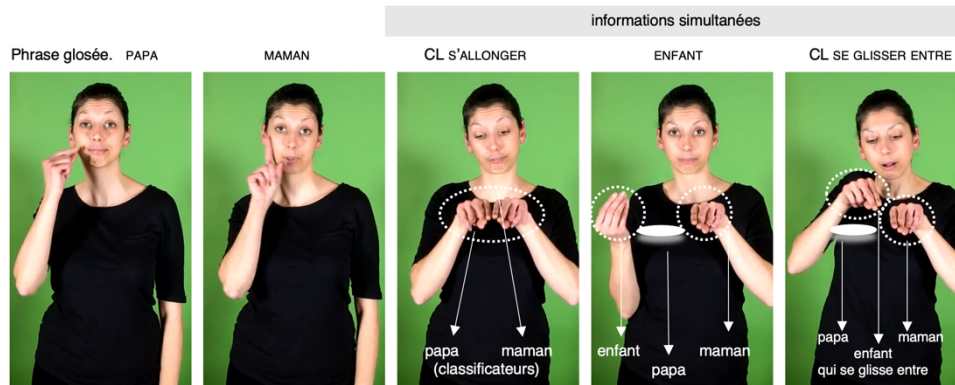 informations simultanées
Phrase glosée. PAPA
MAMAN
CL S'ALLONGER
ENFANT
CL SE GLISSER ENTRE
papa
maman
(classificateurs)
enfant
papa
maman
papa
maman
enfant
qui se glisse entre